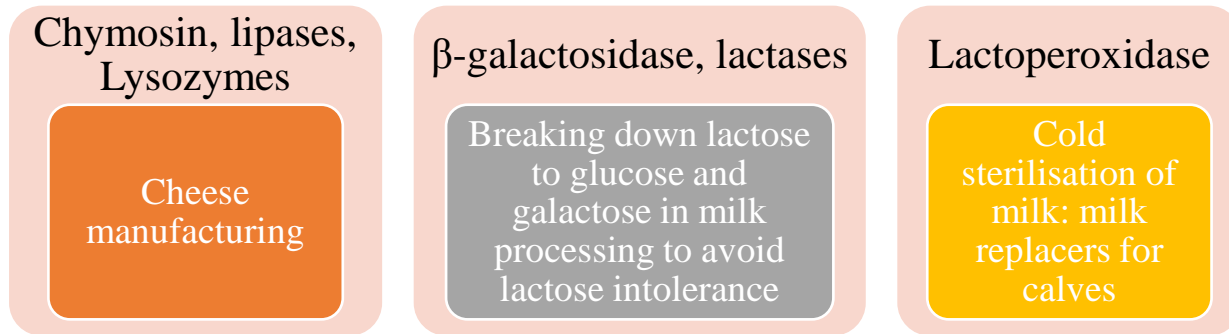 Chymosin, lipases,
Lysozymes
Cheese
manufacturing
β-galactosidase, lactases
Breaking down lactose
to glucose and
galactose in milk
processing to avoid
lactose intolerance
Lactoperoxidase
Cold
sterilisation of
milk: milk
replacers for
calves